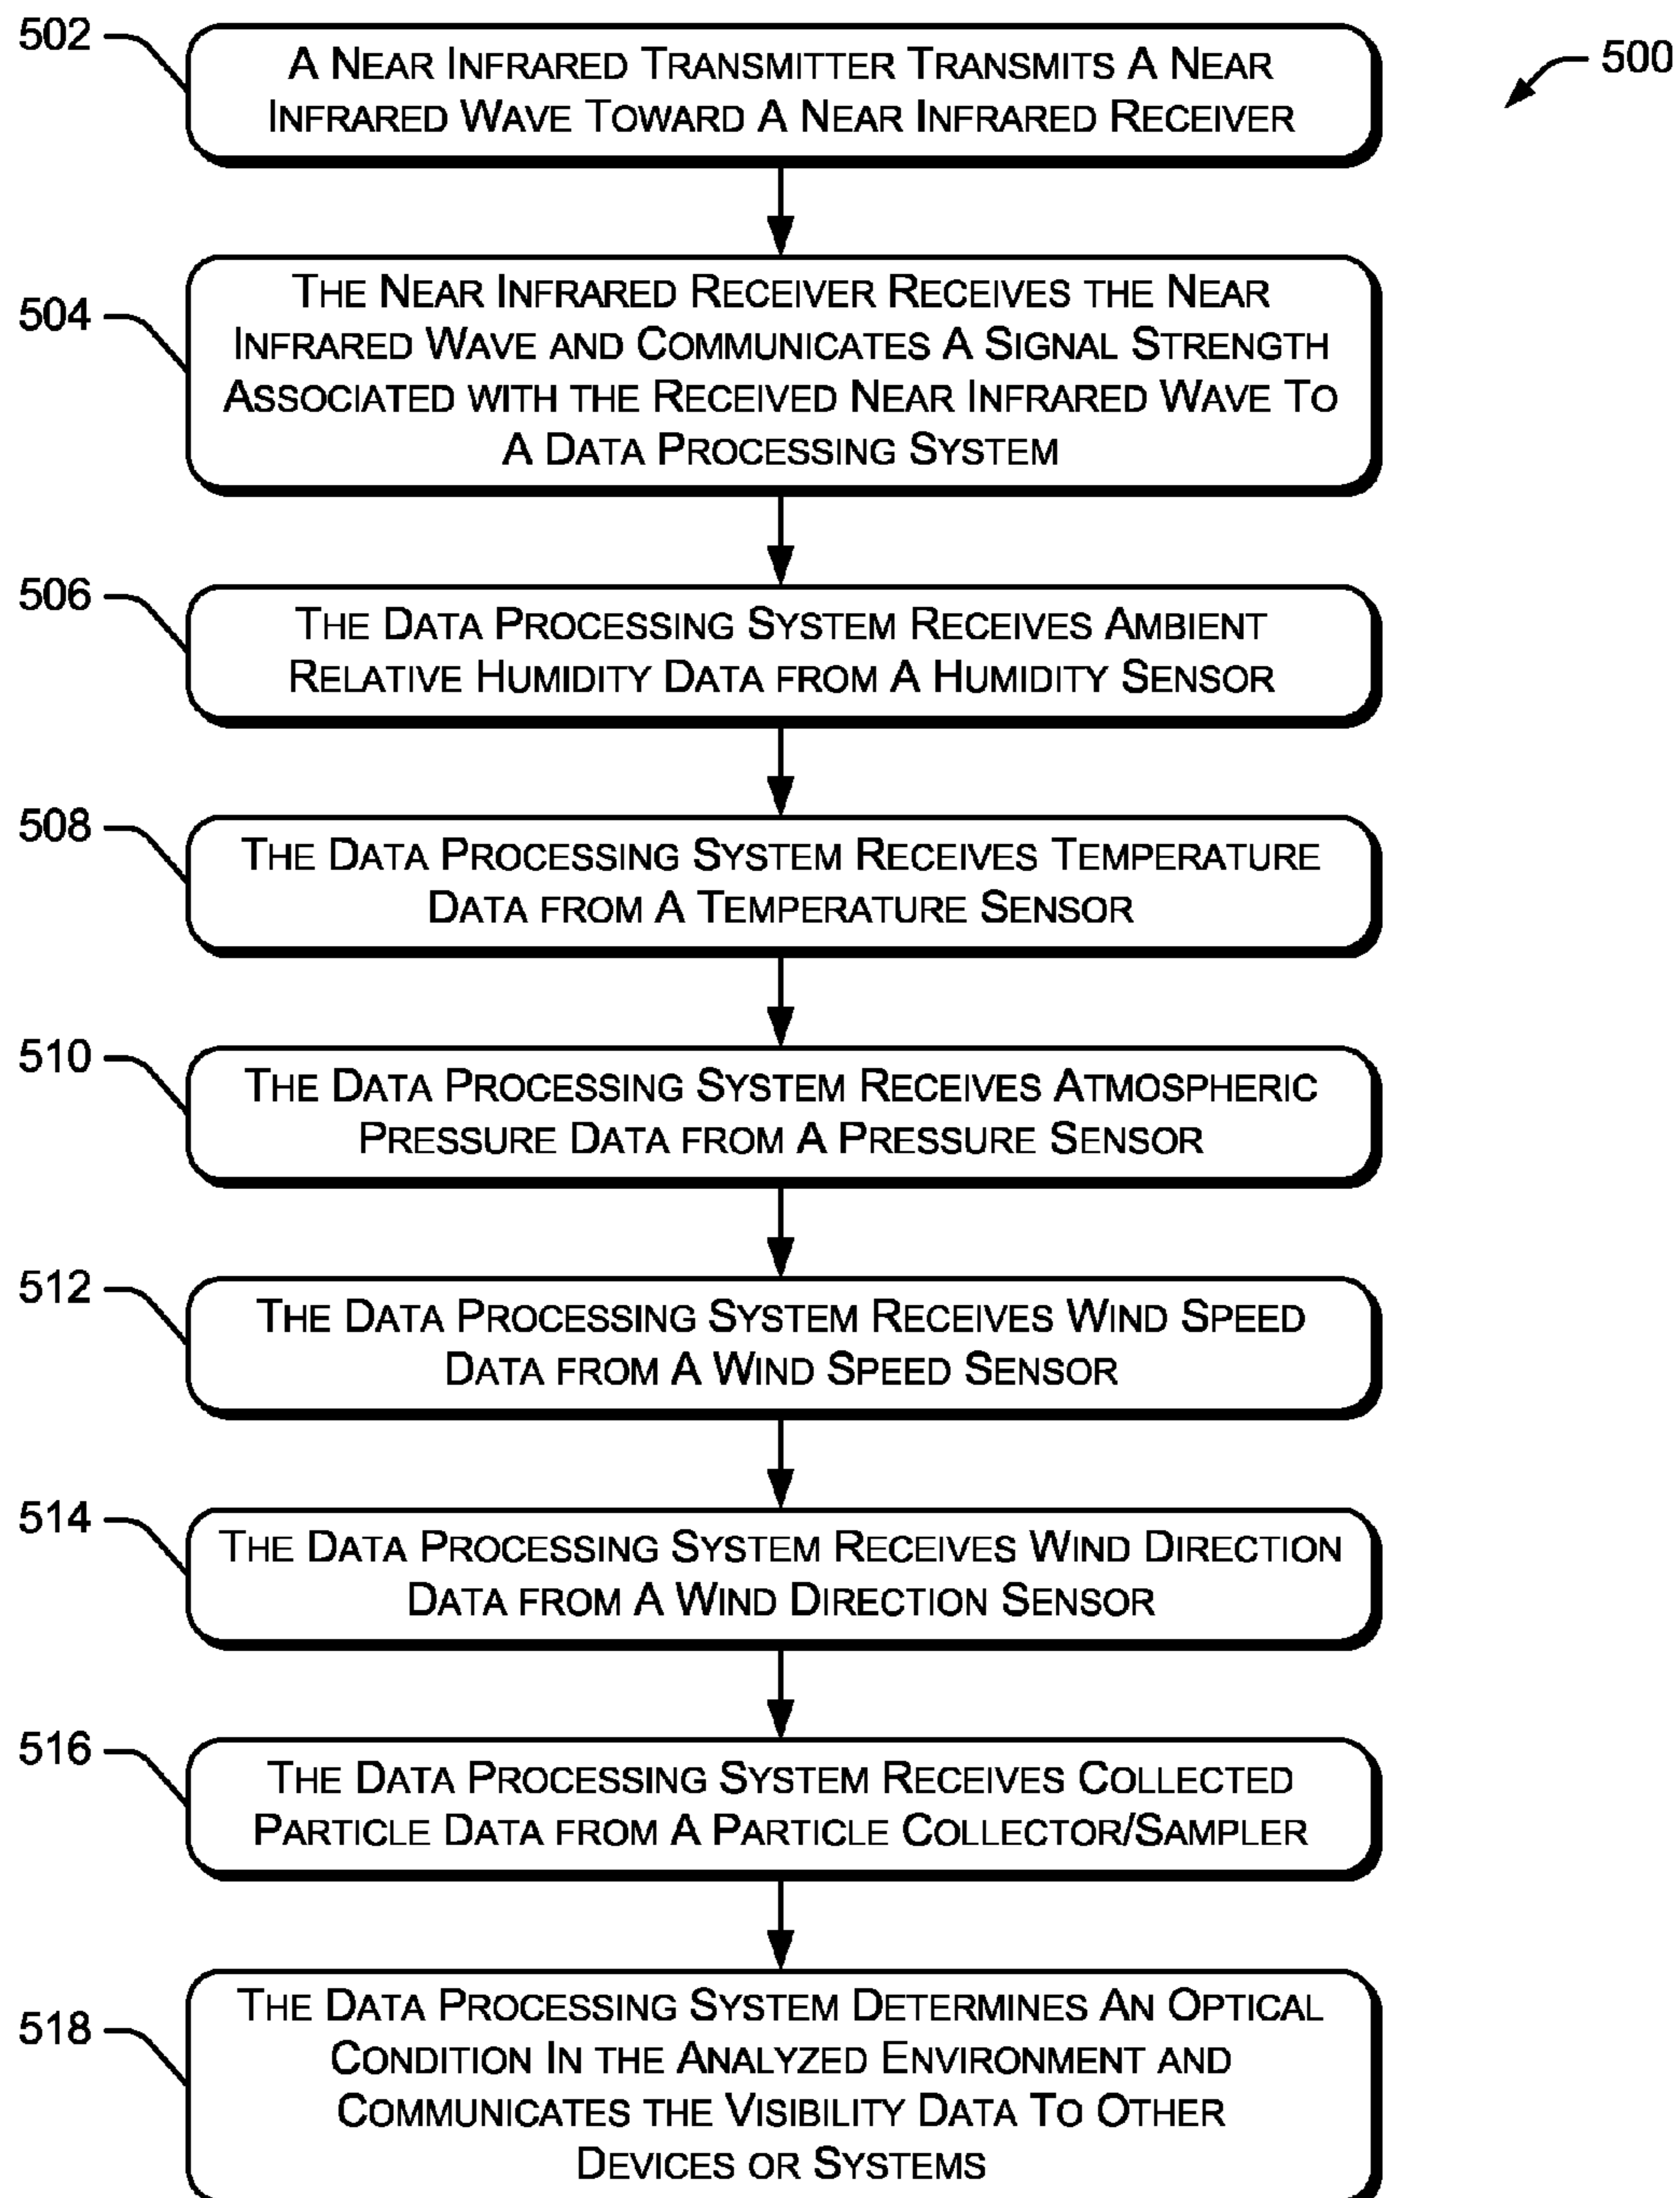 502
A NEAR INFRARED TRANSMITTER TRANSMITS A NEAR
INFRARED WAVE TOWARD A NEAR INFRARED RECEIVER
500
504
THE NEAR INFRARED RECEIVER RECEIVES THE NEAR
INFRARED WAVE AND COMMUNICATES A SIGNAL STRENGTH
ASSOCIATED WITH THE RECEIVED NEAR INFRARED WAVE TO
A DATA PROCESSING SYSTEM
506
THE DATA PROCESSING SYSTEM RECEIVES AMBIENT
RELATIVE HUMIDITY DATA FROM A HUMIDITY SENSOR
508
THE DATA PROCESSING SYSTEM RECEIVES TEMPERATURE
DATA FROM A TEMPERATURE SENSOR
510
THE DATA PROCESSING SYSTEM RECEIVES ATMOSPHERIC
PRESSURE DATA FROM A PRESSURE SENSOR
512
THE DATA PROCESSING SYSTEM RECEIVES WIND SPEED
DATA FROM A WIND SPEED SENSOR
514
THE DATA PROCESSING SYSTEM RECEIVES WIND DIRECTION
DATA FROM A WIND DIRECTION SENSOR
516
THE DATA PROCESSING SYSTEM RECEIVES COLLECTED
PARTICLE DATA FROM A PARTICLE COLLECTOR/SAMPLER
518
THE DATA PROCESSING SYSTEM DETERMINES AN OPTICAL
CONDITION IN THE ANALYZED ENVIRONMENT AND
COMMUNICATES THE VISIBILITY DATA TO OTHER
DEVICES OR SYSTEMS